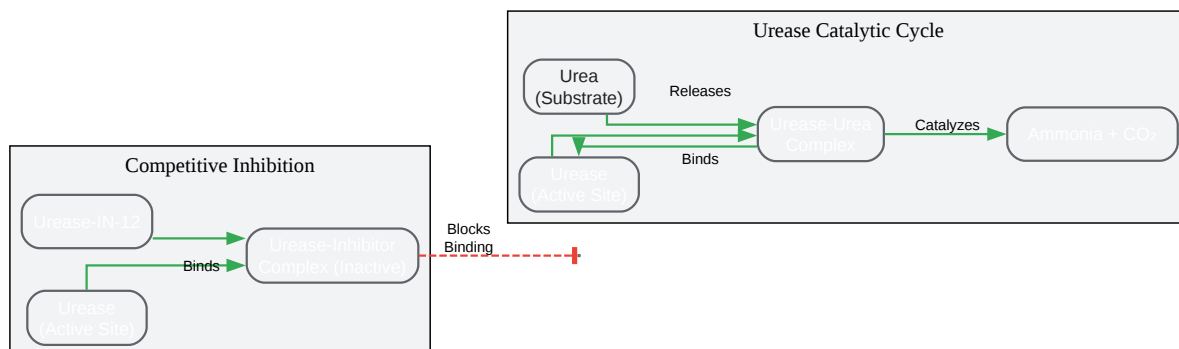 Urease Catalytic Cycle
Urea
(Substrate)
Releases
Urease-Urea
Complex
Catalyzes
Ammonia + CO₂
Binds
Urease
(Active Site)
Competitive Inhibition
Urease-IN-12
Urease-Inhibitor
Complex (Inactive)
Binds
Urease
(Active Site)
Blocks
Binding